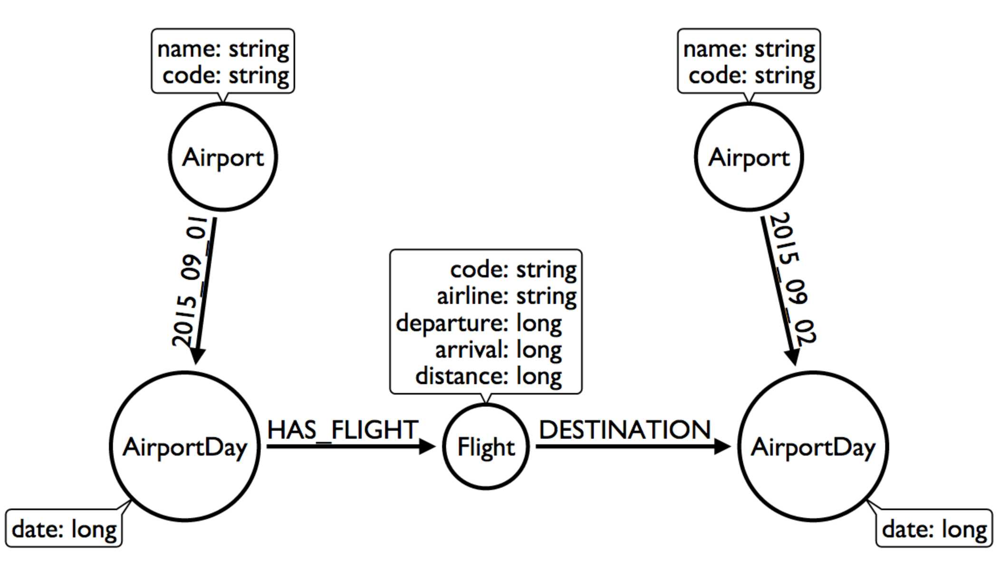 name: string
code: string
name: string
code: string
Airport
Airport
2015_09_01
2015_09_02
code: string
airline: string
departure: long
arrival: long
distance: long
HAS_FLIGHT
DESTINATION
AirportDay
Flight
AirportDay
date: long
date: long